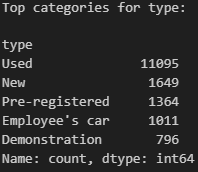 Top categories for type:
type
Used 11095
New 1649
Pre-registered 1364
Employee's car 1011
Demonstration 796
Name: count, dtype: int64